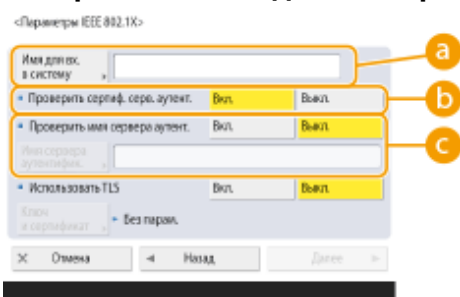 <Параметры IEEE 802.1X>
Имя для вх.
в систему
a
Проверить сертиф. серв. аутент. Вкл. Выкл.
b
Проверить имя сервера аутент. Вкл. Выкл.
Имя сервера
аутентифик.
c
Использовать TLS Вкл. Выкл.
Ключ
и сертификат
Без парам.
Отмена Назад Далее